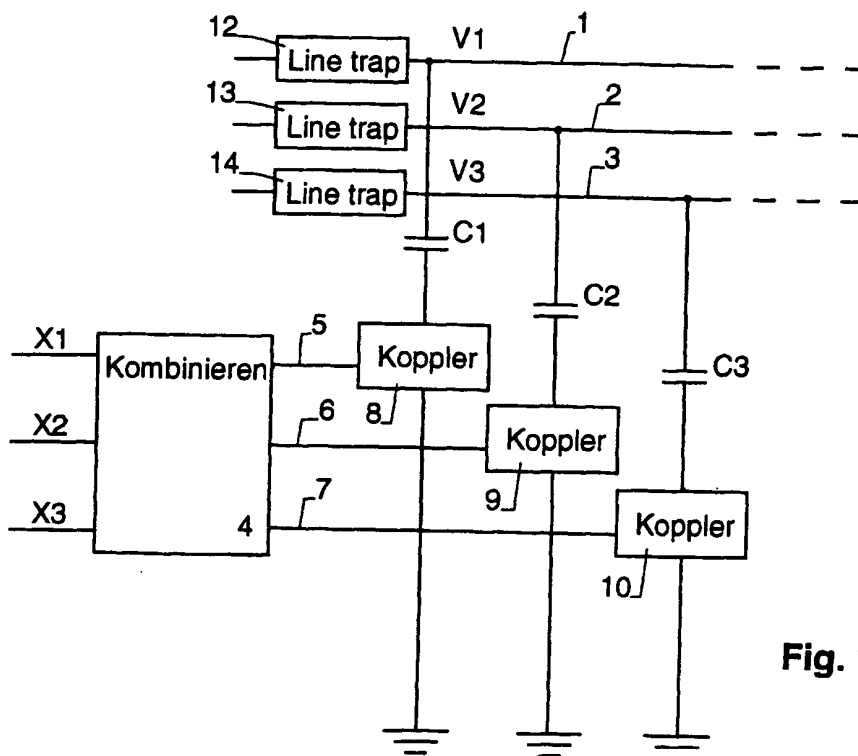 12
Line trap
V1
1
13
Line trap
V2
2
14
Line trap
V3
3
C1
C2
C3
X1
X2
X3
Kombinieren
4
5
6
7
Koppler
8
Koppler
9
Koppler
10
Fig.